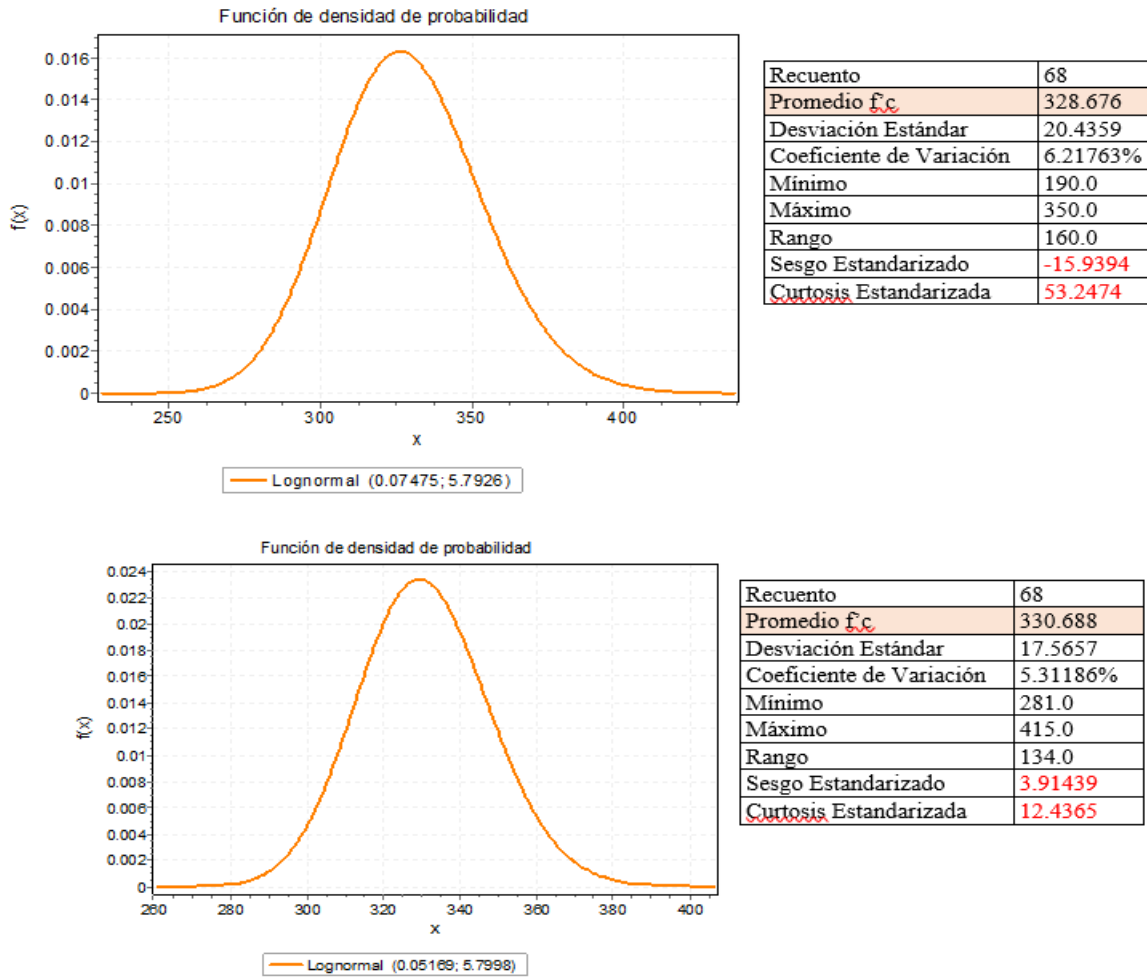 Función de densidad de probabilidad
0.016
0.014
0.012
0.01
0.008
0.006
0.004
0.002
0
f(x)
250 300 350 400
x
Lognormal (0.07475; 5.7926)
Recuento 68
Promedio f'c 328.676
Desviación Estándar 20.4359
Coeficiente de Variación 6.21763%
Mínimo 190.0
Máximo 350.0
Rango 160.0
Sesgo Estandarizado -15.9394
Curtosis Estandarizada 53.2474
Función de densidad de probabilidad
0.024
0.022
0.02
0.018
0.016
0.014
0.012
0.01
0.008
0.006
0.004
0.002
0
f(x)
260 280 300 320 340 360 380 400
x
Lognormal (0.05169; 5.7998)
Recuento 68
Promedio f'c 330.688
Desviación Estándar 17.5657
Coeficiente de Variación 5.31186%
Mínimo 281.0
Máximo 415.0
Rango 134.0
Sesgo Estandarizado 3.91439
Curtosis Estandarizada 12.4365